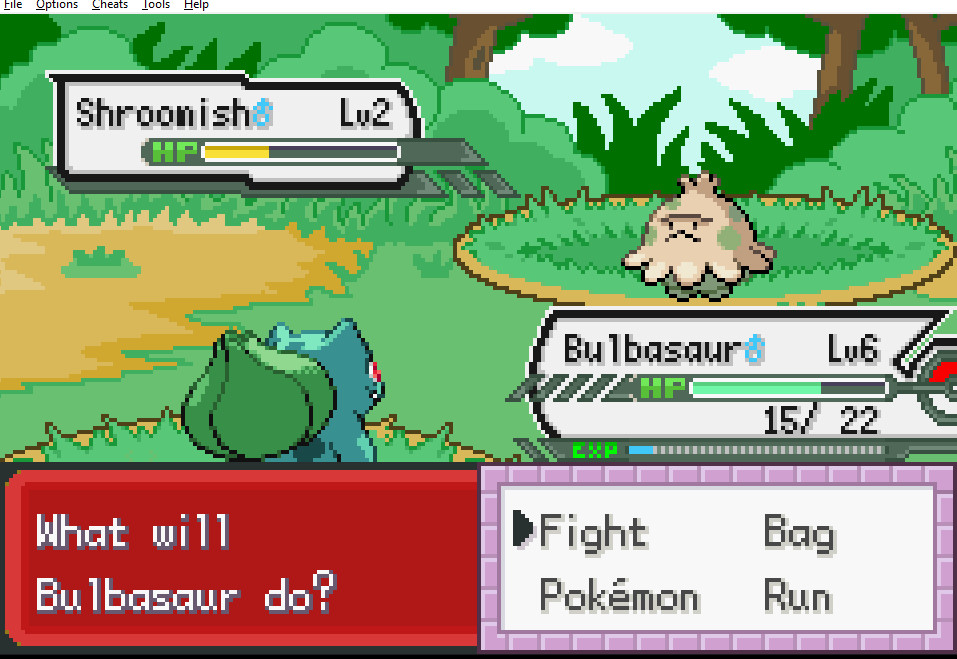 File Options Cheats Tools Help
Shroomish♂ Lv2
HP
Bulbasaur♂ Lv6
HP
15/ 22
EXP
What will
Bulbasaur do?
Fight Bag
Pokémon Run